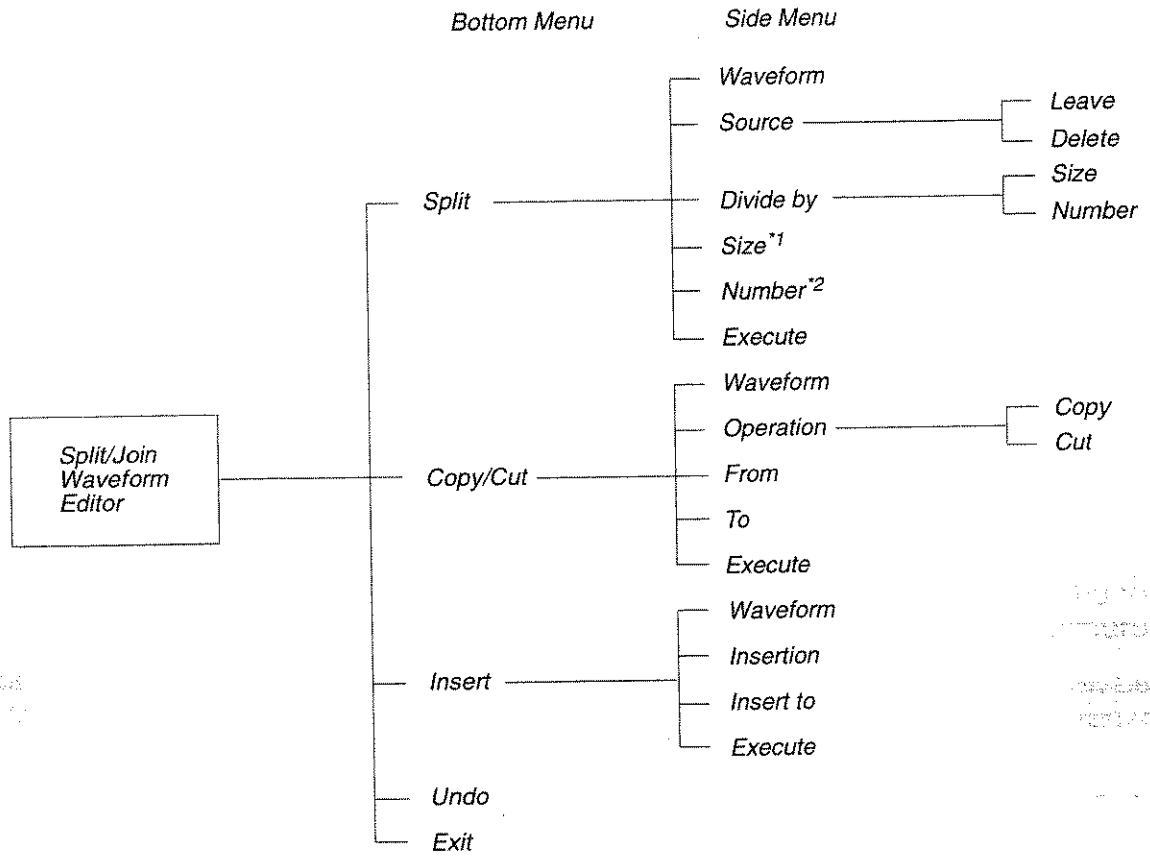 Bottom Menu
Side Menu
Waveform
Source
Leave
Delete
Split
Divide by
Size
Number
Size*1
Number*2
Execute
Waveform
Operation
Copy
Cut
Split/Join
Waveform
Editor
Copy/Cut
From
To
Execute
Waveform
Insertion
Insert
Insert to
Execute
Undo
Exit